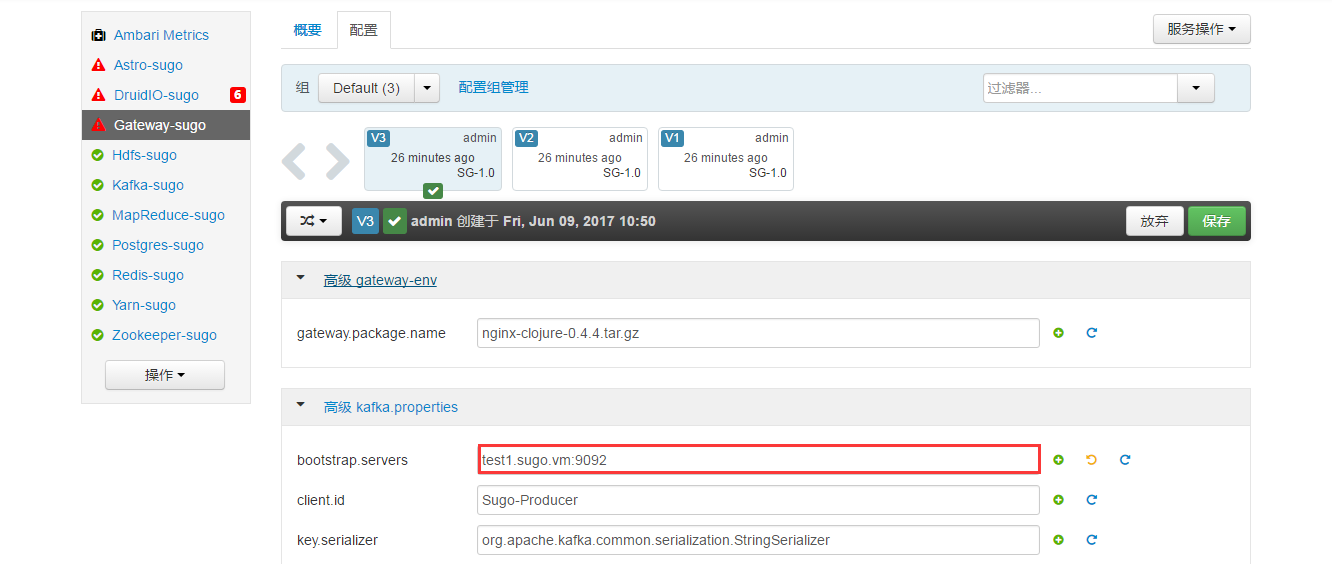 Ambari Metrics
Astro-sugo
DruidIO-sugo 6
Gateway-sugo
Hdfs-sugo
Kafka-sugo
MapReduce-sugo
Postgres-sugo
Redis-sugo
Yarn-sugo
Zookeeper-sugo
操作
概要 配置 服务操作
组 Default (3) 配置组管理 过滤器...
V3 admin
26 minutes ago
SG-1.0
V2 admin
26 minutes ago
SG-1.0
V1 admin
26 minutes ago
SG-1.0
V3 admin 创建于 Fri, Jun 09, 2017 10:50 放弃 保存
高级 gateway-env
gateway.package.name nginx-clojure-0.4.4.tar.gz
高级 kafka.properties
bootstrap.servers test1.sugo.vm:9092
client.id Sugo-Producer
key.serializer org.apache.kafka.common.serialization.StringSerializer